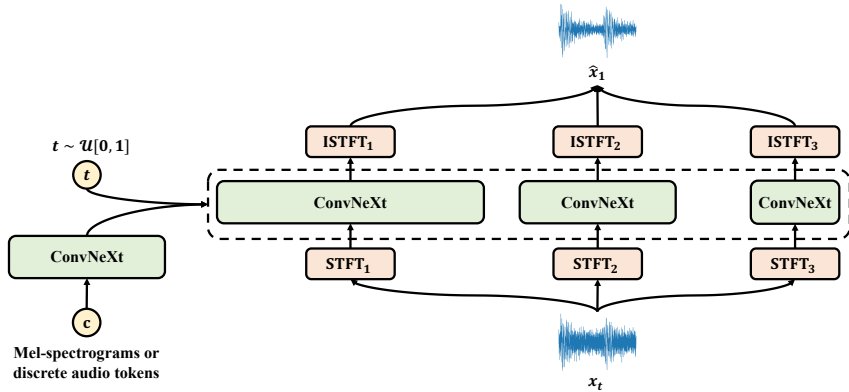 x̂₁
ISTFT₁
ISTFT₂
ISTFT₃
t ~ 𝒰[0, 1]
t
ConvNeXt
ConvNeXt
ConvNeXt
ConvNeXt
STFT₁
STFT₂
STFT₃
c
Mel-spectrograms or
discrete audio tokens
xₜ